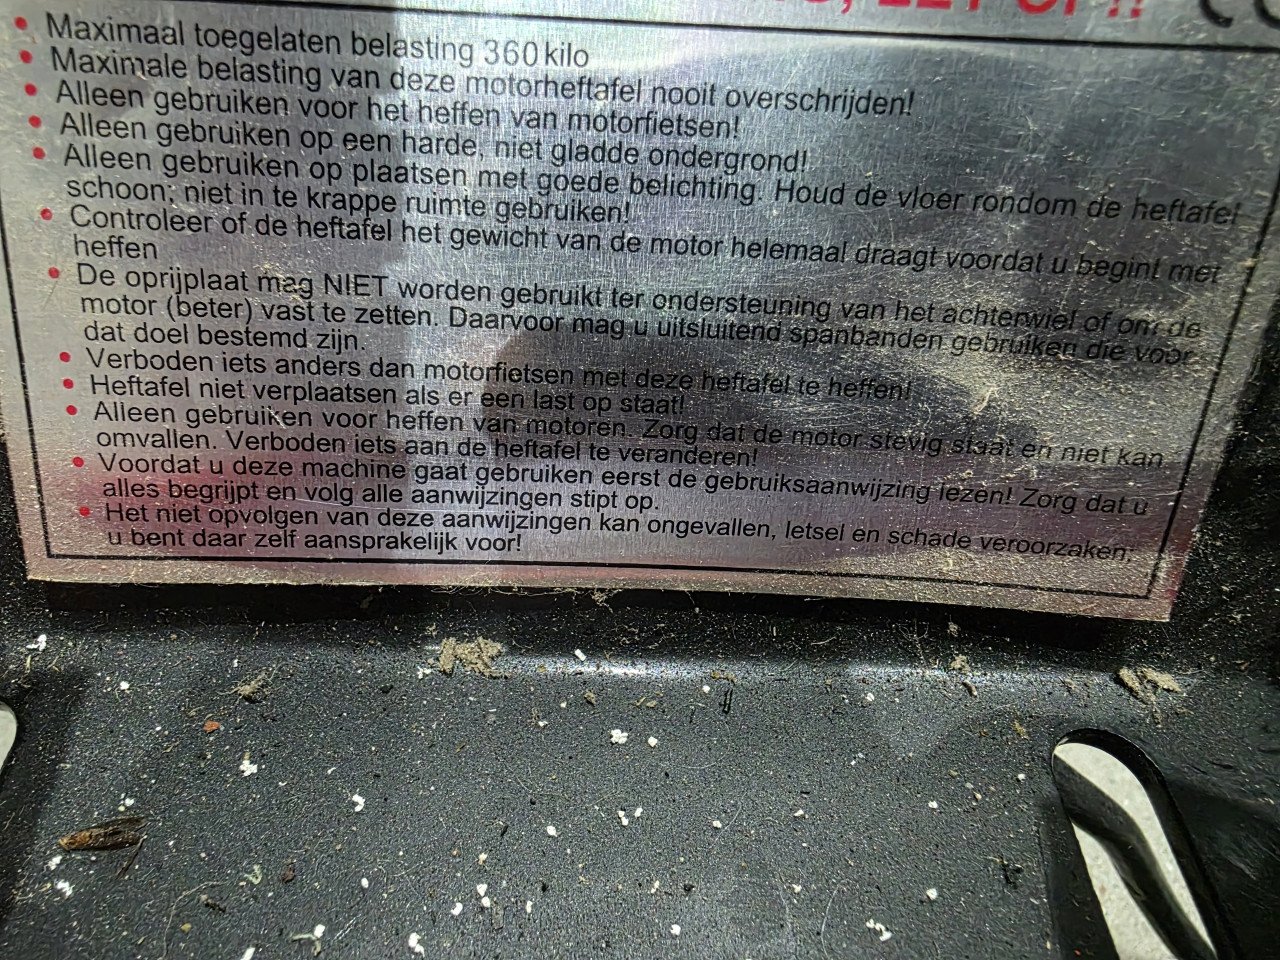 LET OP!!
• Maximaal toegelaten belasting 360 kilo
• Maximale belasting van deze motorheftafel nooit overschrijden!
• Alleen gebruiken voor het heffen van motorfietsen!
• Alleen gebruiken op een harde, niet gladde ondergrond!
• Alleen gebruiken op plaatsen met goede belichting. Houd de vloer rondom de heftafel
schoon; niet in te krappe ruimte gebruiken!
• Controleer of de heftafel het gewicht van de motor helemaal draagt voordat u begint met
heffen
• De oprijplaat mag NIET worden gebruikt ter ondersteuning van het achterwiel of om de
motor (beter) vast te zetten. Daarvoor mag u uitsluitend spanbanden gebruiken die voor
dat doel bestemd zijn.
• Verboden iets anders dan motorfietsen met deze heftafel te heffen!
• Heftafel niet verplaatsen als er een last op staat!
• Alleen gebruiken voor heffen van motoren. Zorg dat de motor stevig staat en niet kan
omvallen. Verboden iets aan de heftafel te veranderen!
• Voordat u deze machine gaat gebruiken eerst de gebruiksaanwijzing lezen! Zorg dat u
alles begrijpt en volg alle aanwijzingen stipt op.
• Het niet opvolgen van deze aanwijzingen kan ongevallen, letsel en schade veroorzaken;
u bent daar zelf aansprakelijk voor!